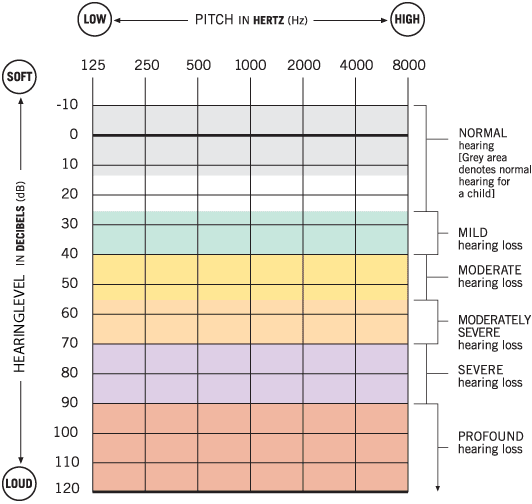 LOW PITCH IN HERTZ (Hz) HIGH
SOFT
125 250 500 1000 2000 4000 8000
-10
0
10
20
30
40
50
60
70
80
90
100
110
120
HEARINGLEVEL IN DECIBELS (dB)
LOUD
NORMAL
hearing
[Grey area
denotes normal
hearing for
a child]
MILD
hearing loss
MODERATE
hearing loss
MODERATELY
SEVERE
hearing loss
SEVERE
hearing loss
PROFOUND
hearing loss